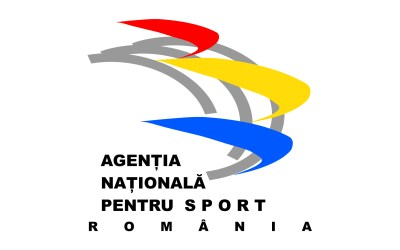 AGENȚIA
NAȚIONALĂ
PENTRU SPORT
ROMÂNIA